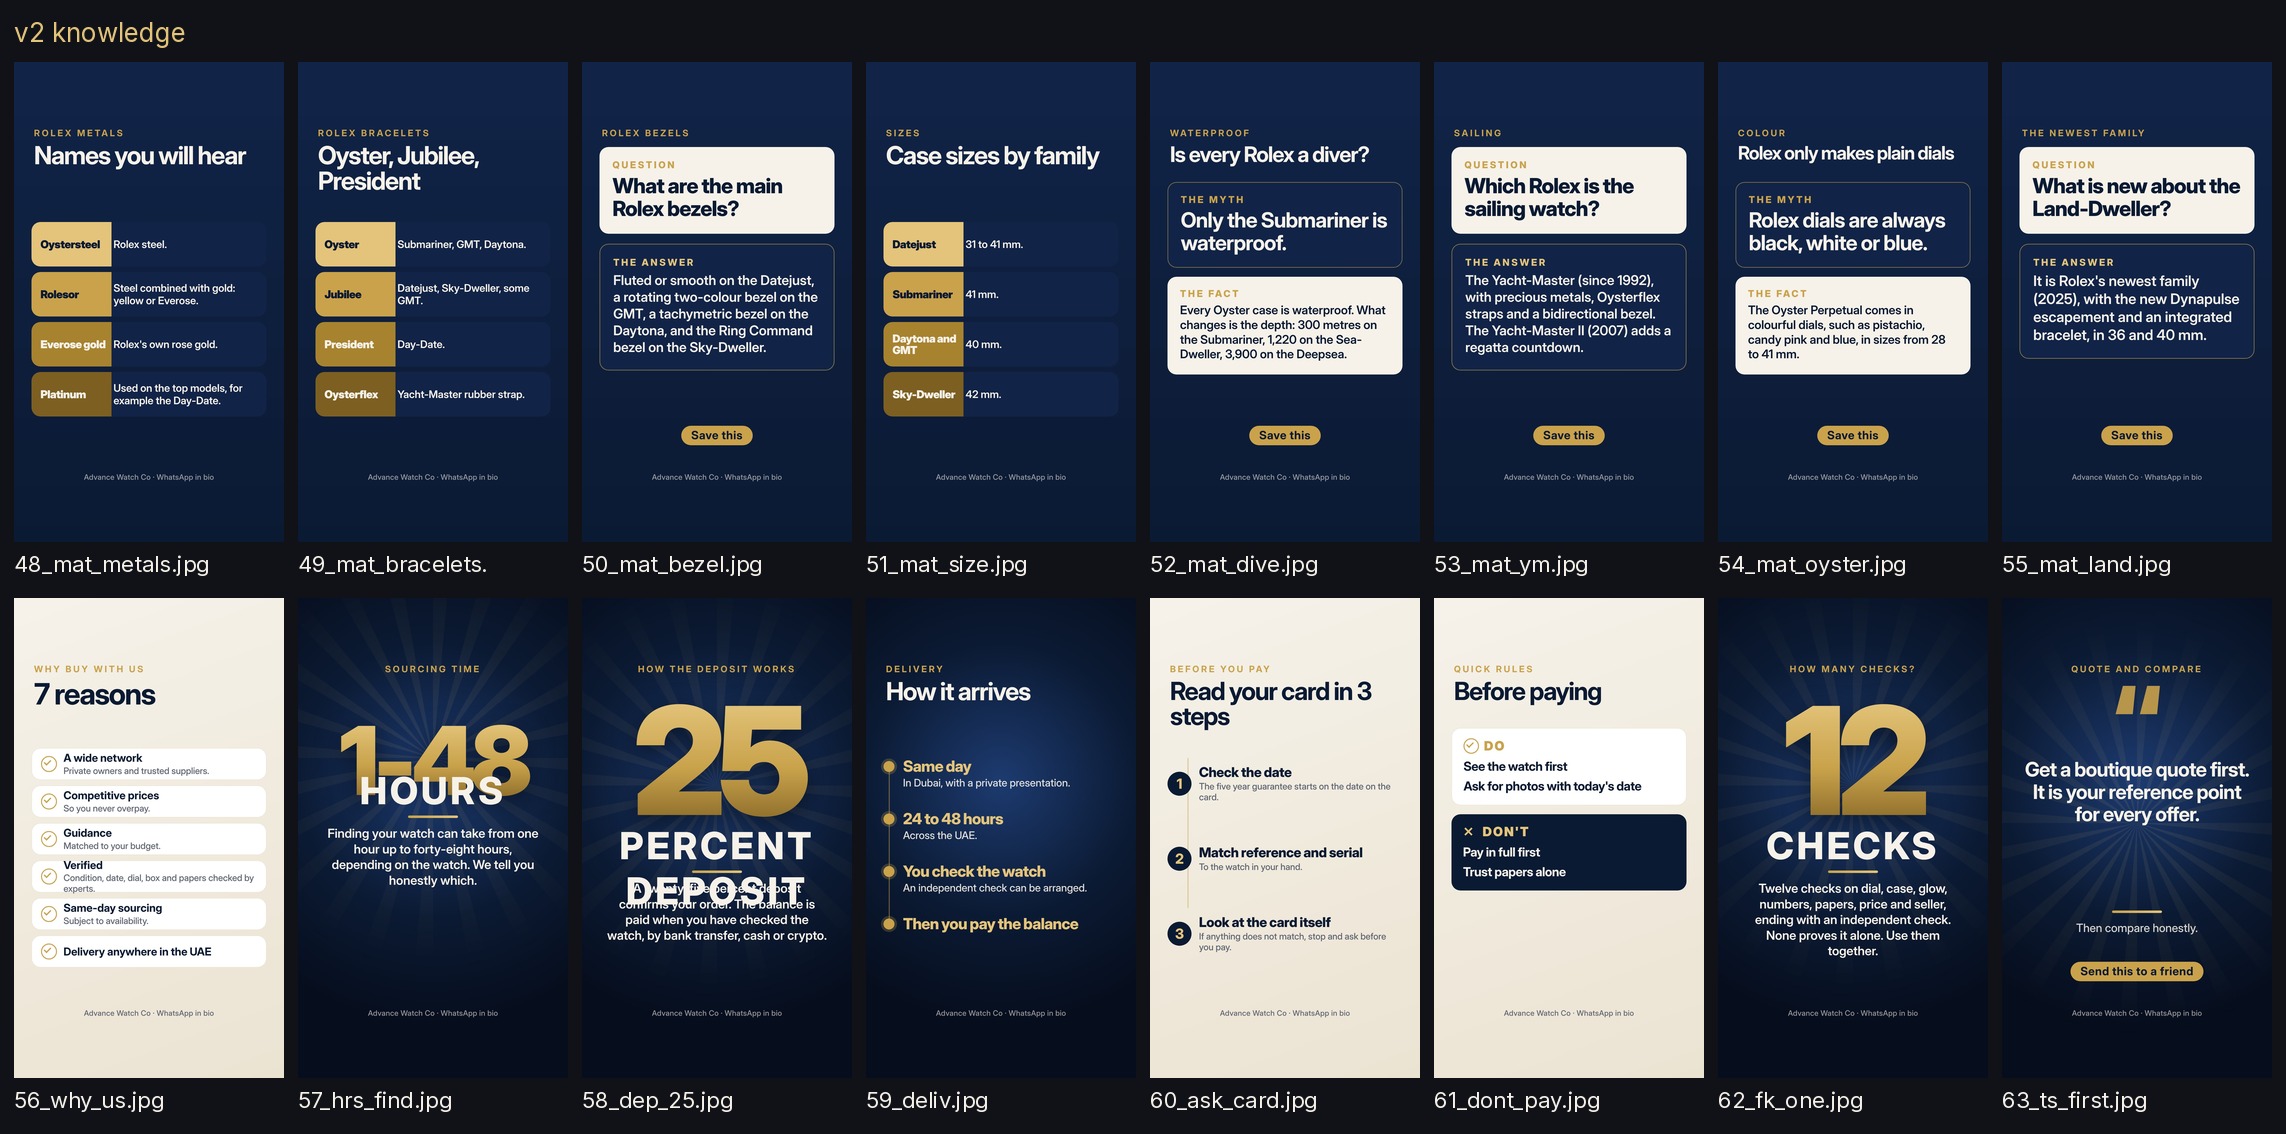 v2 knowledge
ROLEX METALS
Names you will hear
Oystersteel
Rolex steel.
Rolesor
Steel combined with gold:
yellow or Everose.
Everose gold
Rolex's own rose gold.
Platinum
Used on the top models, for
example the Day-Date.
Advance Watch Co · WhatsApp in bio
48_mat_metals.jpg
ROLEX BRACELETS
Oyster, Jubilee,
President
Oyster
Submariner, GMT, Daytona.
Jubilee
Datejust, Sky-Dweller, some
GMT.
President
Day-Date.
Oysterflex
Yacht-Master rubber strap.
Advance Watch Co · WhatsApp in bio
49_mat_bracelets.
ROLEX BEZELS
QUESTION
What are the main
Rolex bezels?
THE ANSWER
Fluted or smooth on the Datejust,
a rotating two-colour bezel on the
GMT, a tachymetric bezel on the
Daytona, and the Ring Command
bezel on the Sky-Dweller.
Save this
Advance Watch Co · WhatsApp in bio
50_mat_bezel.jpg
SIZES
Case sizes by family
Datejust
31 to 41 mm.
Submariner
41 mm.
Daytona and
GMT
40 mm.
Sky-Dweller
42 mm.
Advance Watch Co · WhatsApp in bio
51_mat_size.jpg
WATERPROOF
Is every Rolex a diver?
THE MYTH
Only the Submariner is
waterproof.
THE FACT
Every Oyster case is waterproof. What
changes is the depth: 300 metres on
the Submariner, 1,220 on the Sea-
Dweller, 3,900 on the Deepsea.
Save this
Advance Watch Co · WhatsApp in bio
52_mat_dive.jpg
SAILING
QUESTION
Which Rolex is the
sailing watch?
THE ANSWER
The Yacht-Master (since 1992),
with precious metals, Oysterflex
straps and a bidirectional bezel.
The Yacht-Master II (2007) adds a
regatta countdown.
Save this
Advance Watch Co · WhatsApp in bio
53_mat_ym.jpg
COLOUR
Rolex only makes plain dials
THE MYTH
Rolex dials are always
black, white or blue.
THE FACT
The Oyster Perpetual comes in
colourful dials, such as pistachio,
candy pink and blue, in sizes from 28
to 41 mm.
Save this
Advance Watch Co · WhatsApp in bio
54_mat_oyster.jpg
THE NEWEST FAMILY
QUESTION
What is new about the
Land-Dweller?
THE ANSWER
It is Rolex's newest family
(2025), with the new Dynapulse
escapement and an integrated
bracelet, in 36 and 40 mm.
Save this
Advance Watch Co · WhatsApp in bio
55_mat_land.jpg
WHY BUY WITH US
7 reasons
A wide network
Private owners and trusted suppliers.
Competitive prices
So you never overpay.
Guidance
Matched to your budget.
Verified
Condition, date, dial, box and papers checked by
experts.
Same-day sourcing
Subject to availability.
Delivery anywhere in the UAE
Advance Watch Co · WhatsApp in bio
56_why_us.jpg
SOURCING TIME
1-48
HOURS
Finding your watch can take from one
hour up to forty-eight hours,
depending on the watch. We tell you
honestly which.
Advance Watch Co · WhatsApp in bio
57_hrs_find.jpg
HOW THE DEPOSIT WORKS
25
PERCENT
DEPOSIT
A twenty-five percent deposit
confirms your order. The balance is
paid when you have checked the
watch, by bank transfer, cash or crypto.
Advance Watch Co · WhatsApp in bio
58_dep_25.jpg
DELIVERY
How it arrives
Same day
In Dubai, with a private presentation.
24 to 48 hours
Across the UAE.
You check the watch
An independent check can be arranged.
Then you pay the balance
Advance Watch Co · WhatsApp in bio
59_deliv.jpg
BEFORE YOU PAY
Read your card in 3
steps
1
Check the date
The five year guarantee starts on the date on the
card.
2
Match reference and serial
To the watch in your hand.
3
Look at the card itself
If anything does not match, stop and ask before
you pay.
Advance Watch Co · WhatsApp in bio
60_ask_card.jpg
QUICK RULES
Before paying
DO
See the watch first
Ask for photos with today's date
× DON'T
Pay in full first
Trust papers alone
Advance Watch Co · WhatsApp in bio
61_dont_pay.jpg
HOW MANY CHECKS?
12
CHECKS
Twelve checks on dial, case, glow,
numbers, papers, price and seller,
ending with an independent check.
None proves it alone. Use them
together.
Advance Watch Co · WhatsApp in bio
62_fk_one.jpg
QUOTE AND COMPARE
"
Get a boutique quote first.
It is your reference point
for every offer.
Then compare honestly.
Send this to a friend
Advance Watch Co · WhatsApp in bio
63_ts_first.jpg